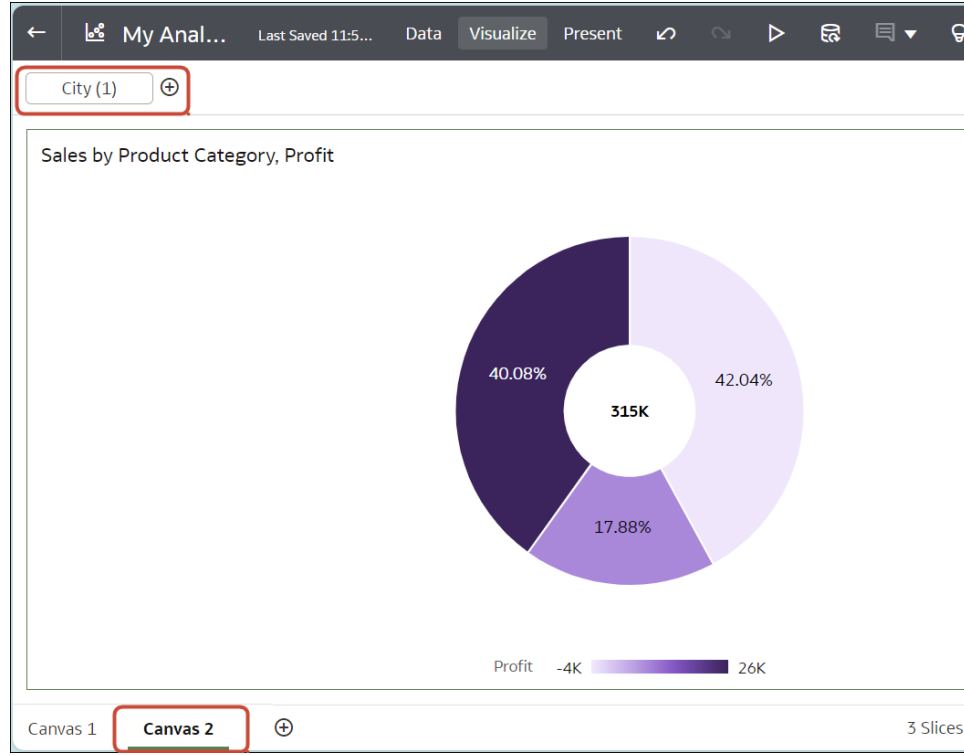 My Anal... Last Saved 11:5... Data Visualize Present
City (1)
Sales by Product Category, Profit
40.08%
42.04%
315K
17.88%
Profit -4K 26K
Canvas 1 Canvas 2 3 Slices